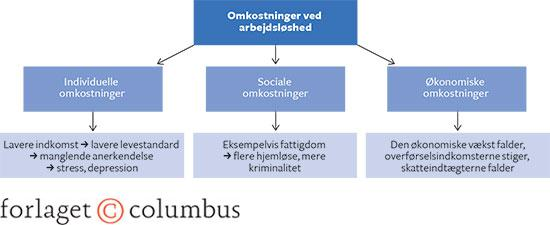 Omkostninger ved
arbejdsløshed
Individuelle
omkostninger
Sociale
omkostninger
Økonomiske
omkostninger
Lavere indkomst → lavere levestandard
→ manglende anerkendelse
→ stress, depression
Eksempelvis fattigdom
→ flere hjemløse, mere
kriminalitet
Den økonomiske vækst falder,
overførselsindkomsterne stiger,
skatteindtægterne falder
forlaget © columbus